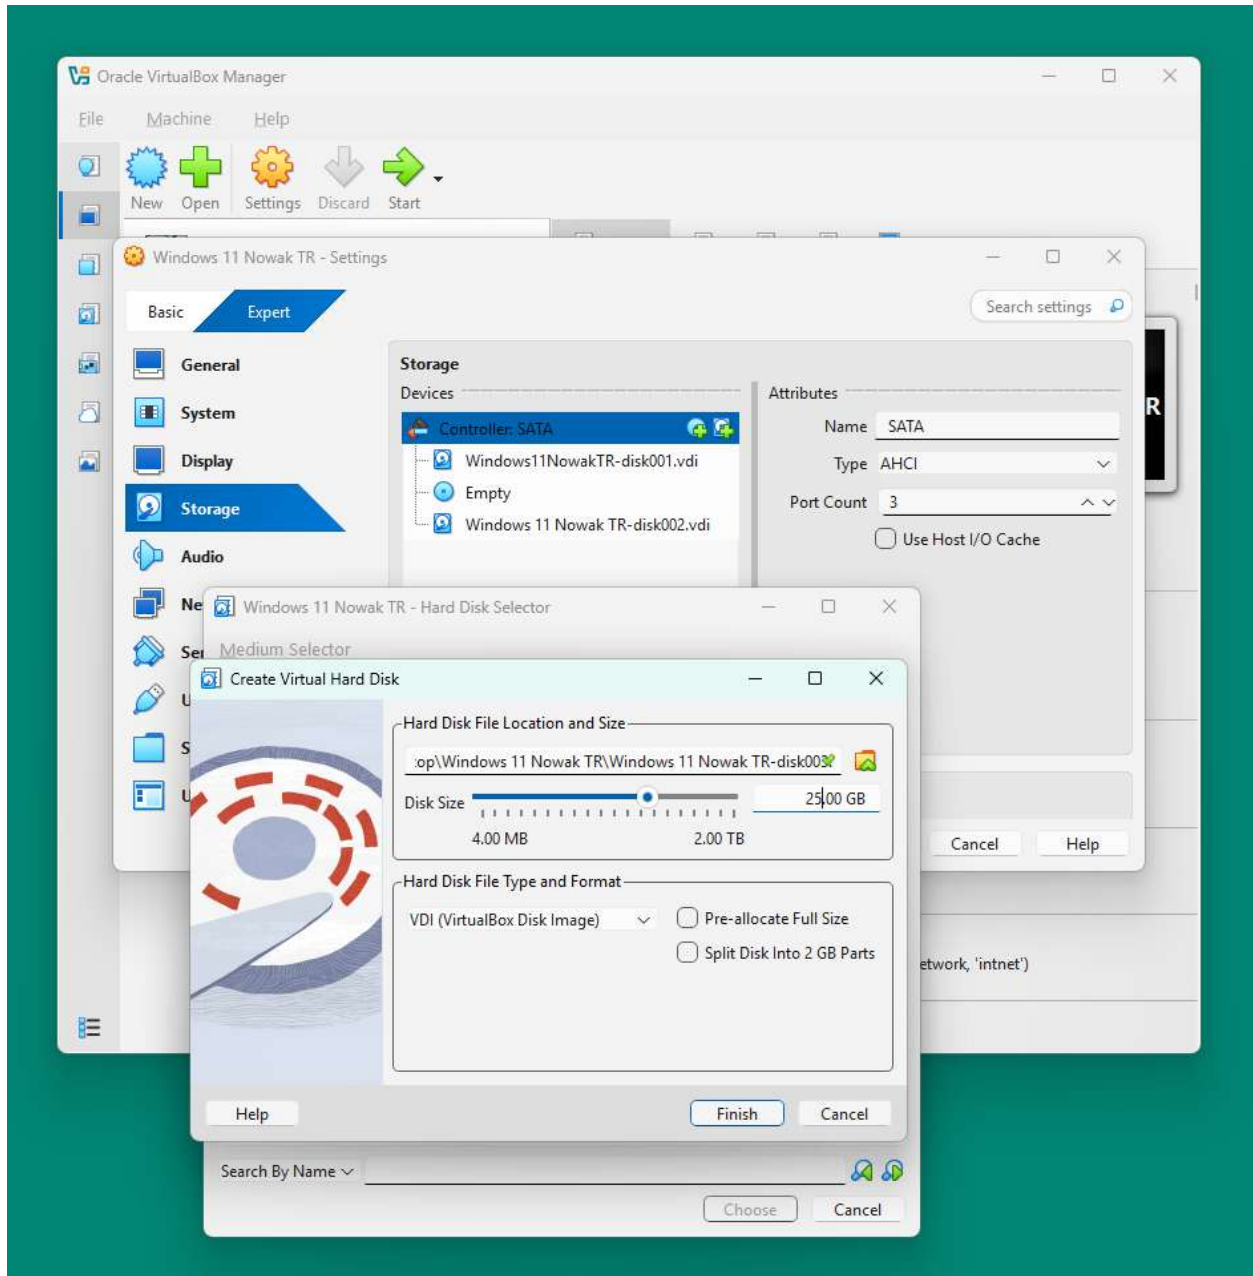 Oracle VirtualBox Manager
File Machine Help
New Open Settings Discard Start
Windows 11 Nowak TR - Settings
Basic Expert Search settings
General
System
Display
Storage
Audio
Ne
Ser
U
S
U
Storage
Devices
Controller: SATA
Windows11NowakTR-disk001.vdi
Empty
Windows 11 Nowak TR-disk002.vdi
Attributes
Name SATA
Type AHCI
Port Count 3
Use Host I/O Cache
R
Cancel Help
etwork, 'intnet')
Windows 11 Nowak TR - Hard Disk Selector
Medium Selector
Create Virtual Hard Disk
Hard Disk File Location and Size
:op\Windows 11 Nowak TR\Windows 11 Nowak TR-disk003
Disk Size 25,00 GB
4.00 MB 2.00 TB
Hard Disk File Type and Format
VDI (VirtualBox Disk Image) Pre-allocate Full Size
Split Disk Into 2 GB Parts
Help Finish Cancel
Search By Name
Choose Cancel